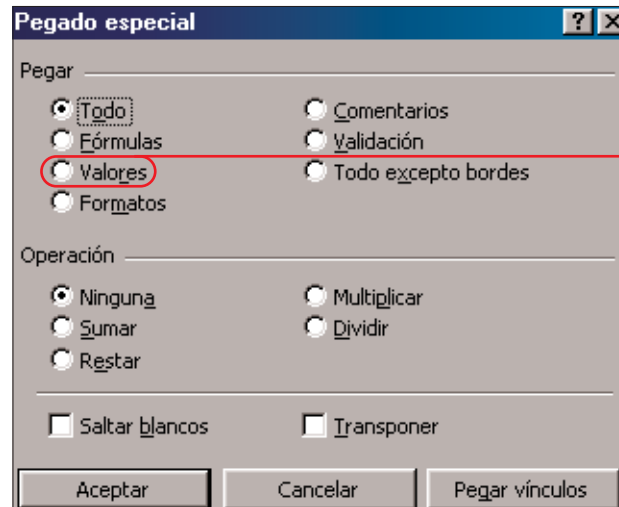 Pegado especial
Pegar
Todo
Comentarios
Fórmulas
Validación
Valores
Todo excepto bordes
Formatos
Operación
Ninguna
Multiplicar
Sumar
Dividir
Restar
Saltar blancos
Transponer
Aceptar
Cancelar
Pegar vínculos